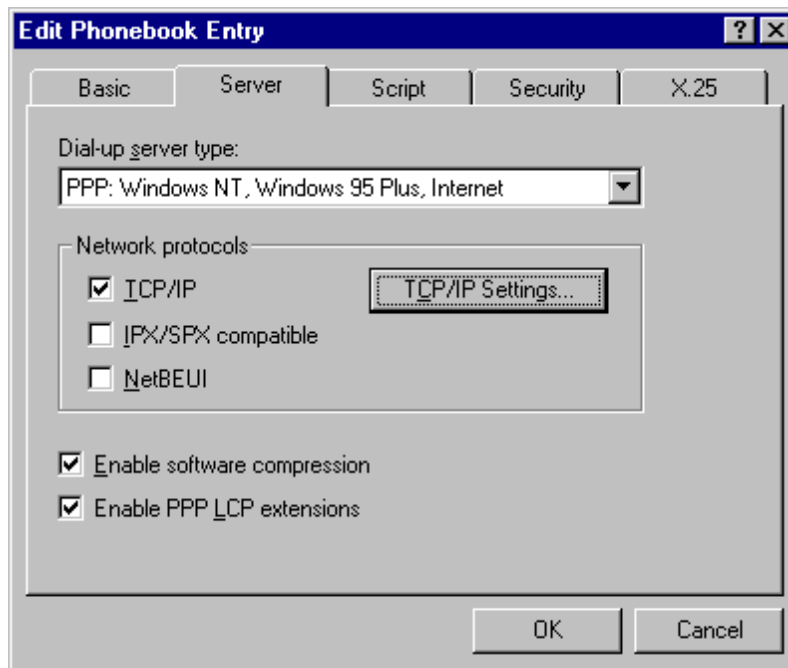 Edit Phonebook Entry
Basic Server Script Security X.25
Dial-up server type:
PPP: Windows NT, Windows 95 Plus, Internet
Network protocols
TCP/IP TCP/IP Settings...
IPX/SPX compatible
NetBEUI
Enable software compression
Enable PPP LCP extensions
OK Cancel